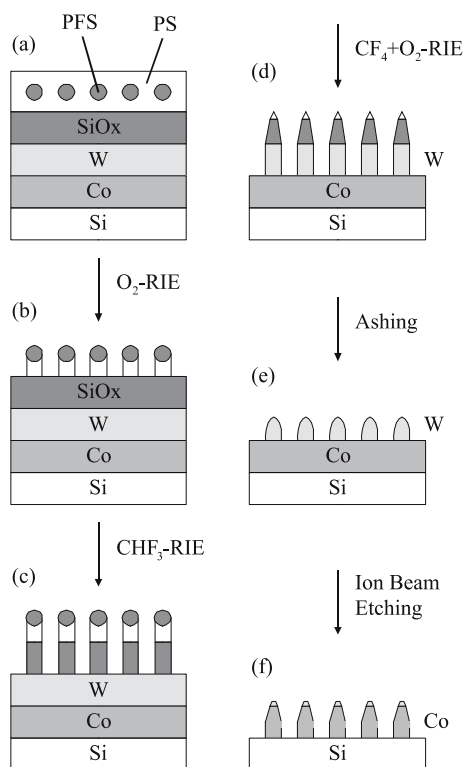 (a)
PFS
PS
SiOx
W
Co
Si
O₂-RIE
(b)
SiOx
W
Co
Si
CHF₃-RIE
(c)
W
Co
Si
CF₄+O₂-RIE
(d)
W
Co
Si
Ashing
(e)
W
Co
Si
Ion Beam
Etching
(f)
Co
Si